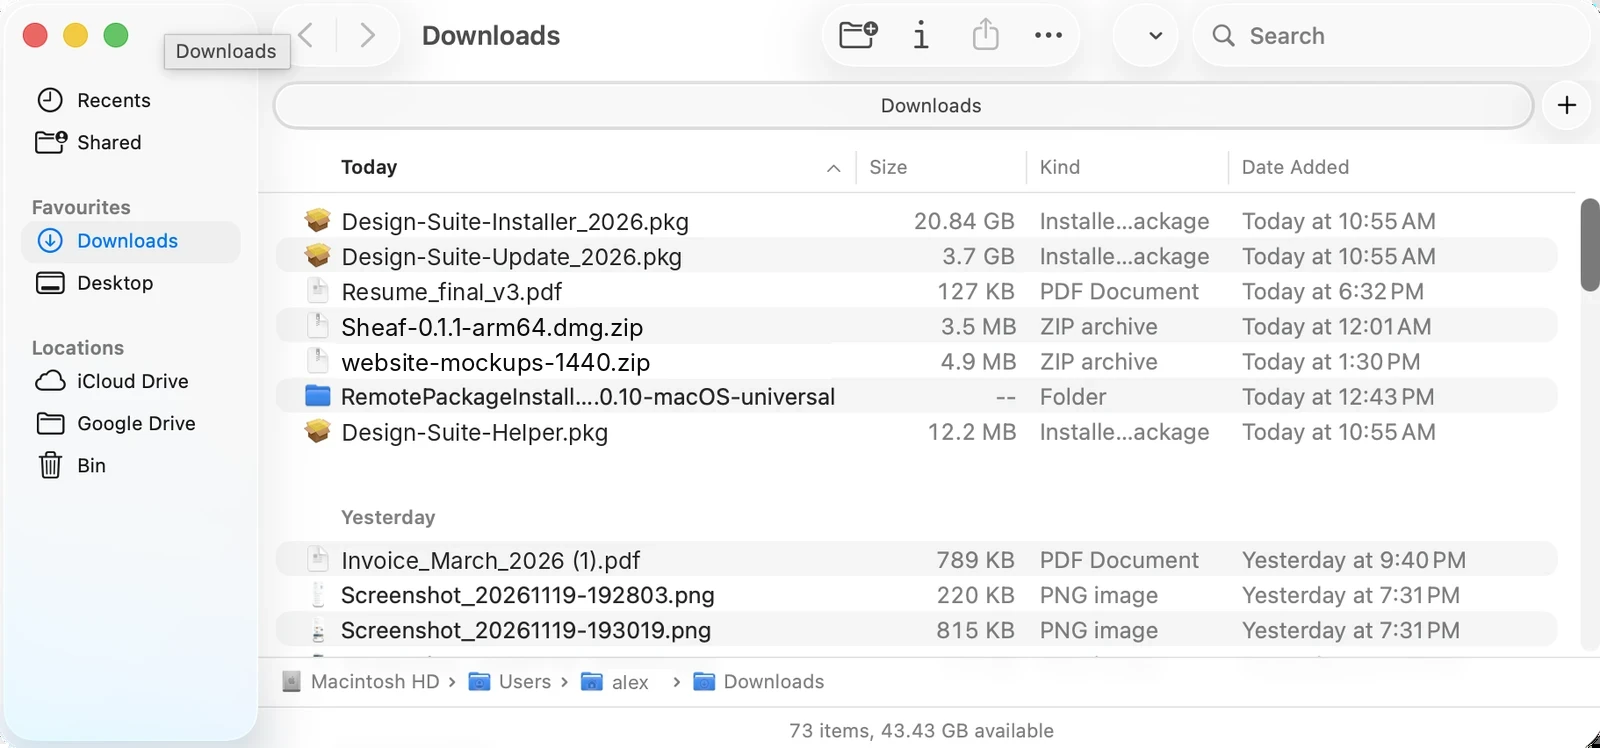 Downloads
Downloads
Search
Recents
Shared
Favourites
Downloads
Desktop
Locations
iCloud Drive
Google Drive
Bin
Downloads
Today Size Kind Date Added
Design-Suite-Installer_2026.pkg 20.84 GB Installe...ackage Today at 10:55 AM
Design-Suite-Update_2026.pkg 3.7 GB Installe...ackage Today at 10:55 AM
Resume_final_v3.pdf 127 KB PDF Document Today at 6:32 PM
Sheaf-0.1.1-arm64.dmg.zip 3.5 MB ZIP archive Today at 12:01 AM
website-mockups-1440.zip 4.9 MB ZIP archive Today at 1:30 PM
RemotePackageInstall....0.10-macOS-universal -- Folder Today at 12:43 PM
Design-Suite-Helper.pkg 12.2 MB Installe...ackage Today at 10:55 AM
Yesterday
Invoice_March_2026 (1).pdf 789 KB PDF Document Yesterday at 9:40 PM
Screenshot_20261119-192803.png 220 KB PNG image Yesterday at 7:31 PM
Screenshot_20261119-193019.png 815 KB PNG image Yesterday at 7:31 PM
Macintosh HD › Users › alex › Downloads
73 items, 43.43 GB available